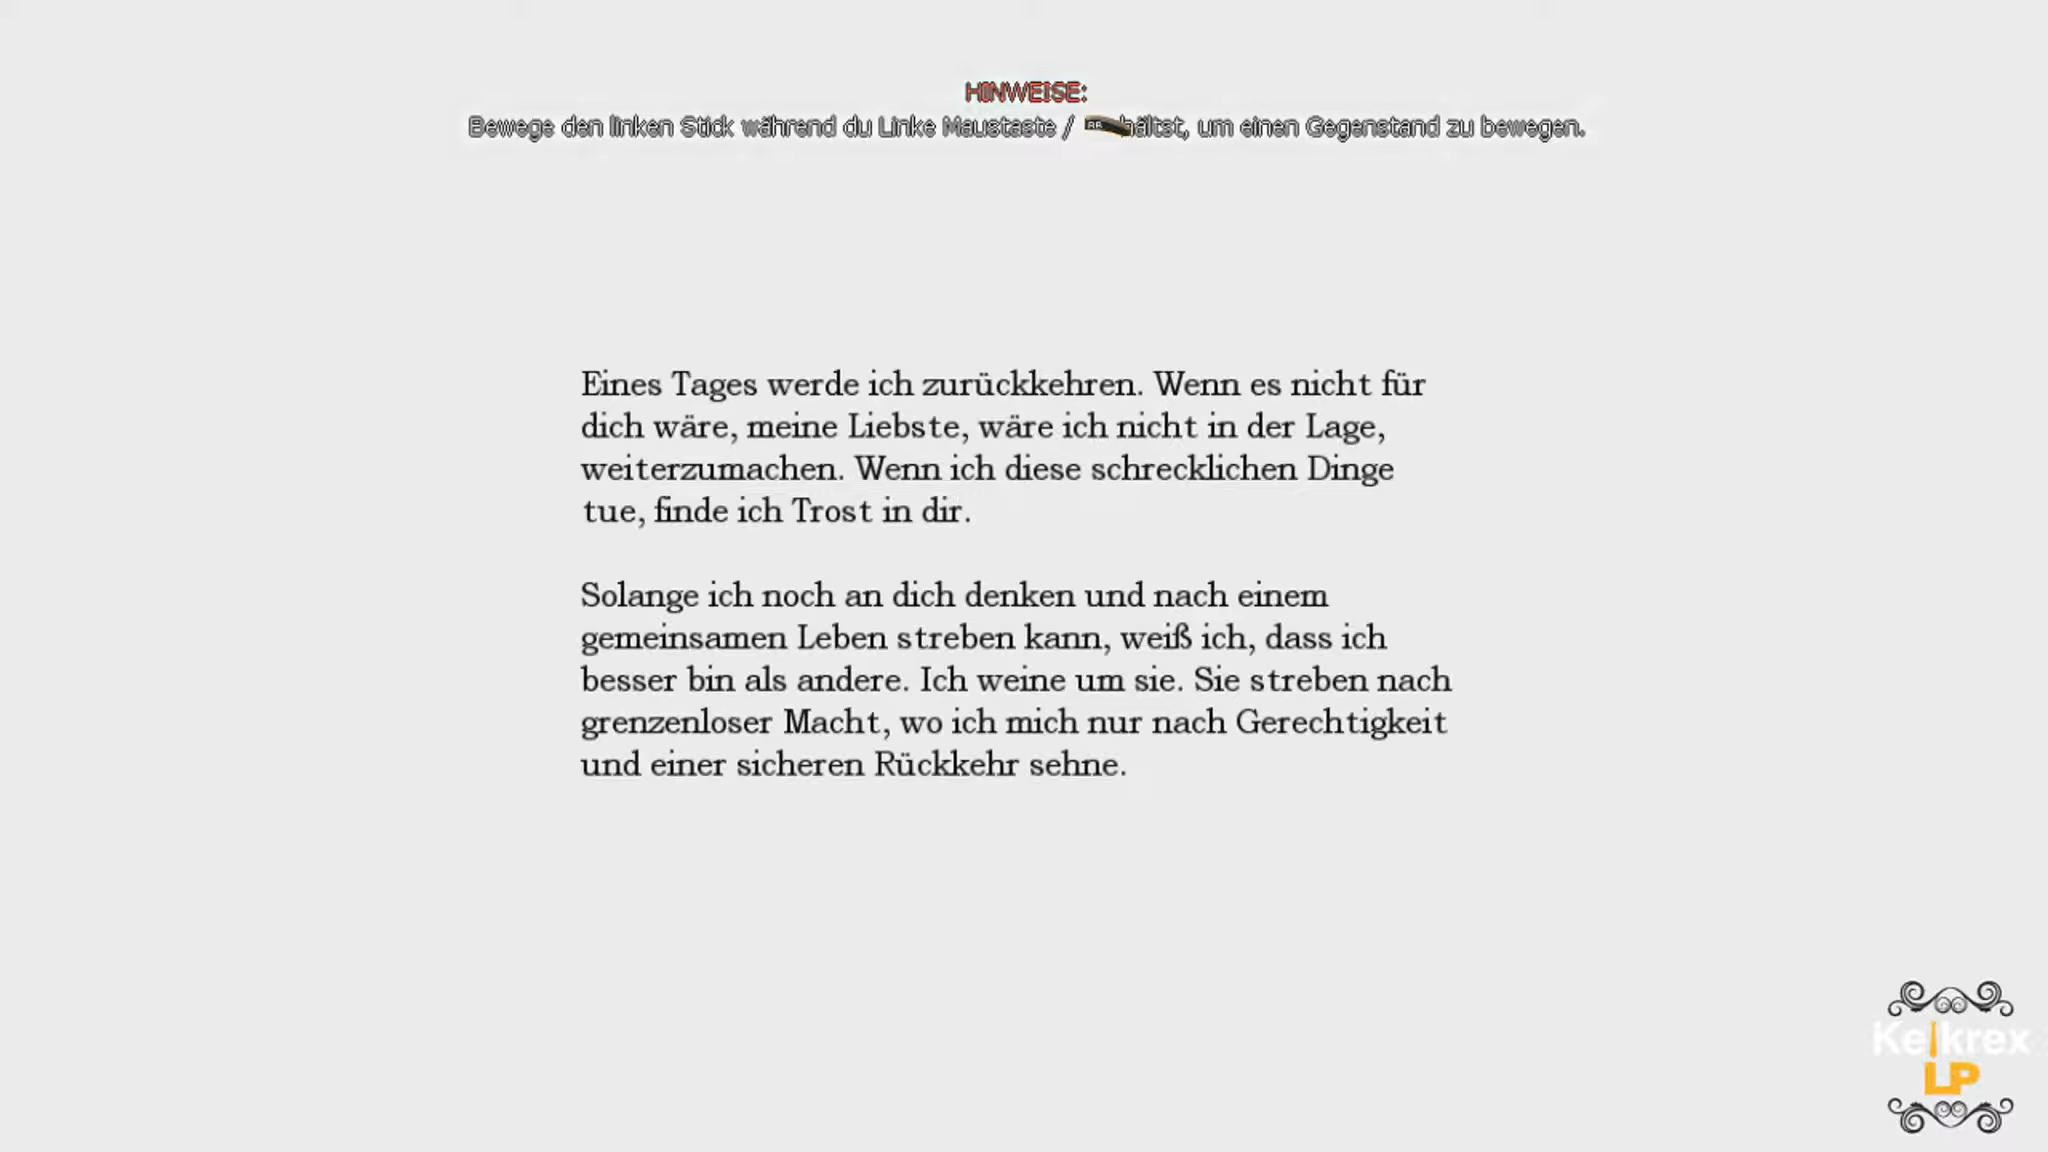 HINWEISE:
Bewege den linken Stick während du Linke Maustaste / RB hältst, um einen Gegenstand zu bewegen.
Eines Tages werde ich zurückkehren. Wenn es nicht für
dich wäre, meine Liebste, wäre ich nicht in der Lage,
weiterzumachen. Wenn ich diese schrecklichen Dinge
tue, finde ich Trost in dir.
Solange ich noch an dich denken und nach einem
gemeinsamen Leben streben kann, weiß ich, dass ich
besser bin als andere. Ich weine um sie. Sie streben nach
grenzenloser Macht, wo ich mich nur nach Gerechtigkeit
und einer sicheren Rückkehr sehne.
Kelkrex
LP